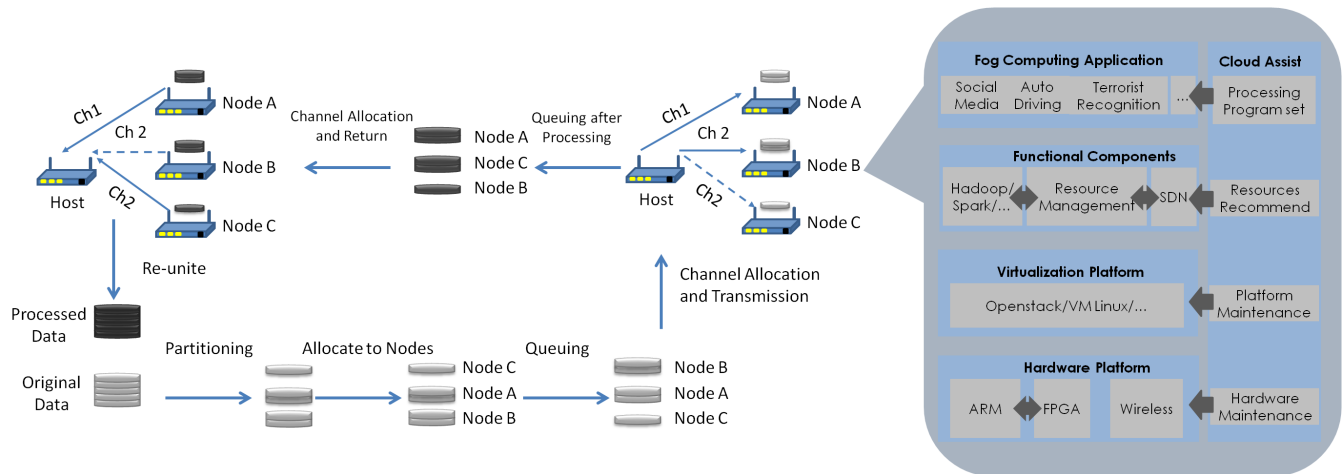 Ch1
Node A
Ch 2
Node B
Ch2
Node C
Host
Channel Allocation
and Return
Node A
Node C
Node B
Queuing after
Processing
Ch1
Node A
Ch 2
Node B
Ch2
Node C
Host
Re-unite
Channel Allocation
and Transmission
Processed
Data
Original
Data
Partitioning
Allocate to Nodes
Node C
Node A
Node B
Queuing
Node B
Node A
Node C
Fog Computing Application
Social
Media
Auto
Driving
Terrorist
Recognition
...
Cloud Assist
Processing
Program set
Functional Components
Hadoop/
Spark/...
Resource
Management
SDN
Resources
Recommend
Virtualization Platform
Openstack/VM Linux/...
Platform
Maintenance
Hardware Platform
ARM
FPGA
Wireless
Hardware
Maintenance